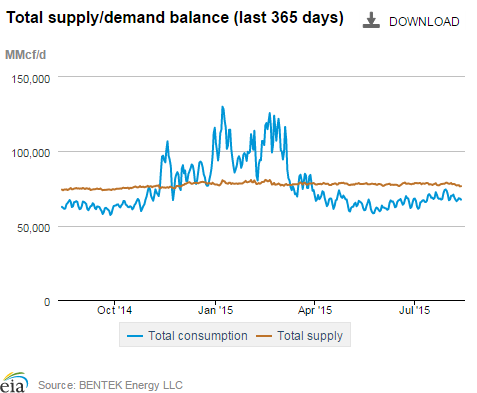 Total supply/demand balance (last 365 days)
DOWNLOAD
MMcf/d
150,000
100,000
50,000
0
Oct '14 Jan '15 Apr '15 Jul '15
Total consumption Total supply
eia Source: BENTEK Energy LLC